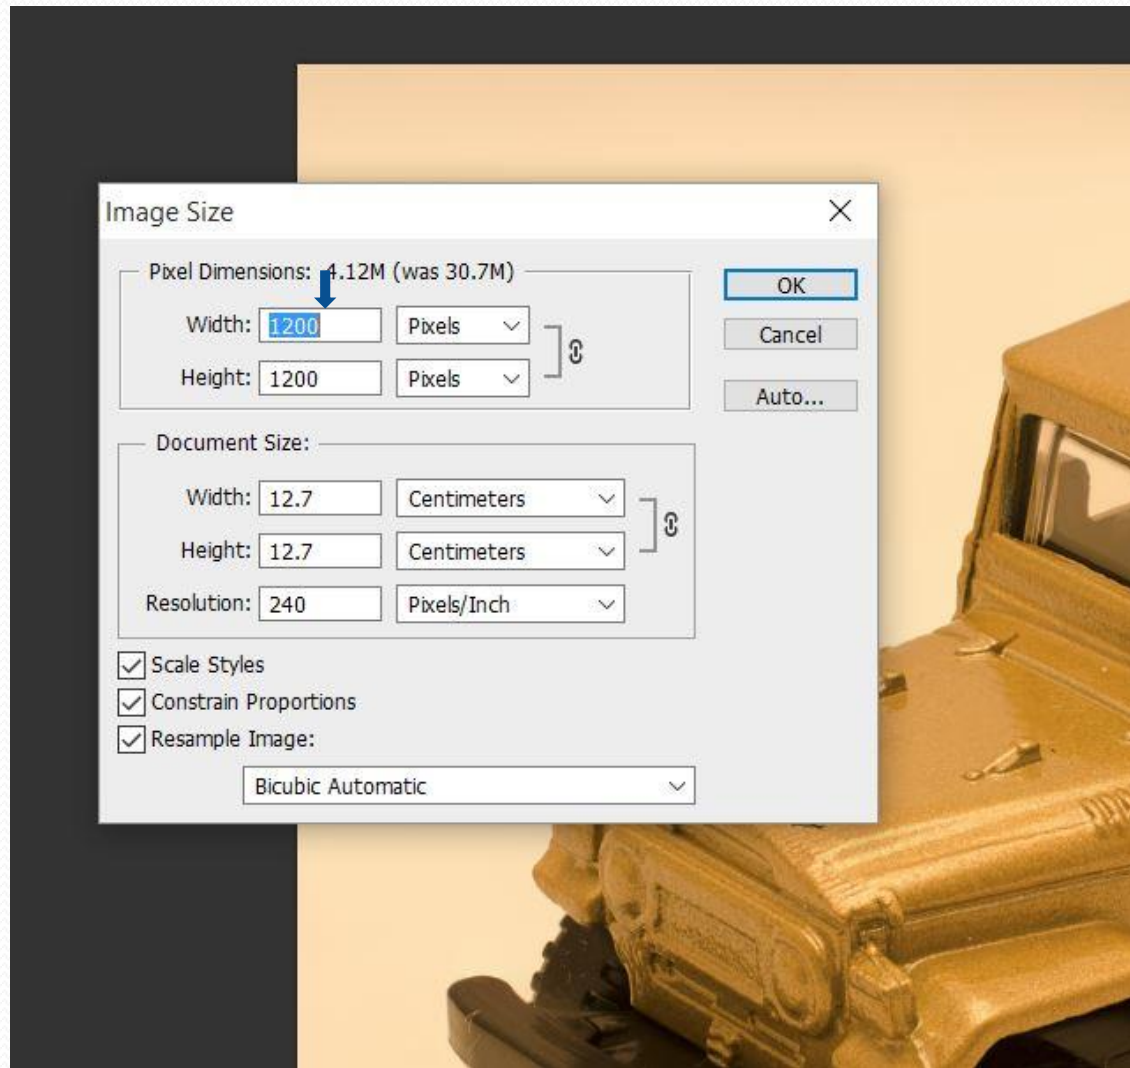 Image Size
Pixel Dimensions: 4.12M (was 30.7M)
Width: 1200 Pixels
Height: 1200 Pixels
Document Size:
Width: 12.7 Centimeters
Height: 12.7 Centimeters
Resolution: 240 Pixels/Inch
Scale Styles
Constrain Proportions
Resample Image:
Bicubic Automatic
OK
Cancel
Auto...